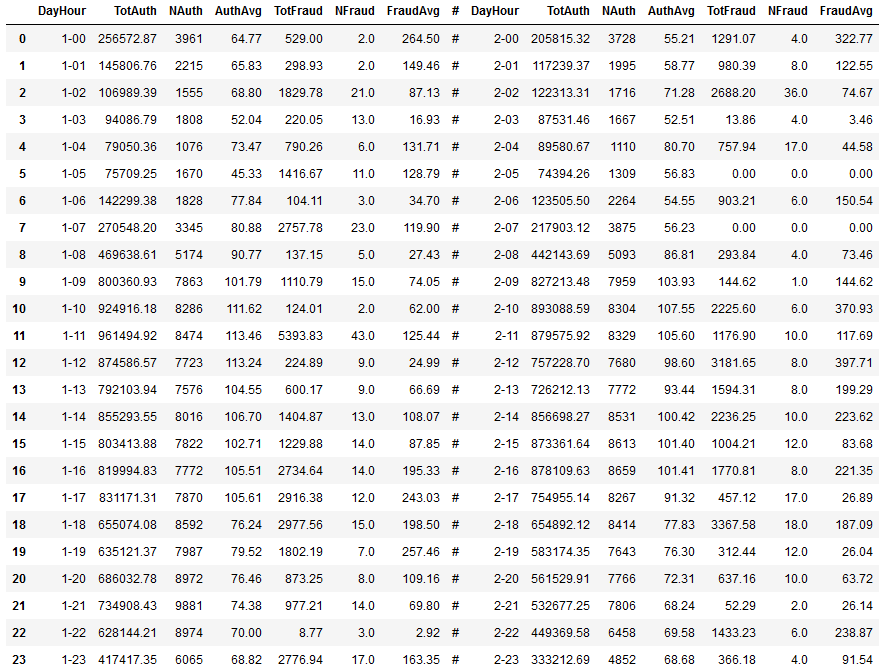 DayHour TotAuth NAuth AuthAvg TotFraud NFraud FraudAvg # DayHour TotAuth NAuth AuthAvg TotFraud NFraud FraudAvg
0 1-00 256572.87 3961 64.77 529.00 2.0 264.50 # 2-00 205815.32 3728 55.21 1291.07 4.0 322.77
1 1-01 145806.76 2215 65.83 298.93 2.0 149.46 # 2-01 117239.37 1995 58.77 980.39 8.0 122.55
2 1-02 106989.39 1555 68.80 1829.78 21.0 87.13 # 2-02 122313.31 1716 71.28 2688.20 36.0 74.67
3 1-03 94086.79 1808 52.04 220.05 13.0 16.93 # 2-03 87531.46 1667 52.51 13.86 4.0 3.46
4 1-04 79050.36 1076 73.47 790.26 6.0 131.71 # 2-04 89580.67 1110 80.70 757.94 17.0 44.58
5 1-05 75709.25 1670 45.33 1416.67 11.0 128.79 # 2-05 74394.26 1309 56.83 0.00 0.0 0.00
6 1-06 142299.38 1828 77.84 104.11 3.0 34.70 # 2-06 123505.50 2264 54.55 903.21 6.0 150.54
7 1-07 270548.20 3345 80.88 2757.78 23.0 119.90 # 2-07 217903.12 3875 56.23 0.00 0.0 0.00
8 1-08 469638.61 5174 90.77 137.15 5.0 27.43 # 2-08 442143.69 5093 86.81 293.84 4.0 73.46
9 1-09 800360.93 7863 101.79 1110.79 15.0 74.05 # 2-09 827213.48 7959 103.93 144.62 1.0 144.62
10 1-10 924916.18 8286 111.62 124.01 2.0 62.00 # 2-10 893088.59 8304 107.55 2225.60 6.0 370.93
11 1-11 961494.92 8474 113.46 5393.83 43.0 125.44 # 2-11 879575.92 8329 105.60 1176.90 10.0 117.69
12 1-12 874586.57 7723 113.24 224.89 9.0 24.99 # 2-12 757228.70 7680 98.60 3181.65 8.0 397.71
13 1-13 792103.94 7576 104.55 600.17 9.0 66.69 # 2-13 726212.13 7772 93.44 1594.31 8.0 199.29
14 1-14 855293.55 8016 106.70 1404.87 13.0 108.07 # 2-14 856698.27 8531 100.42 2236.25 10.0 223.62
15 1-15 803413.88 7822 102.71 1229.88 14.0 87.85 # 2-15 873361.64 8613 101.40 1004.21 12.0 83.68
16 1-16 819994.83 7772 105.51 2734.64 14.0 195.33 # 2-16 878109.63 8659 101.41 1770.81 8.0 221.35
17 1-17 831171.31 7870 105.61 2916.38 12.0 243.03 # 2-17 754955.14 8267 91.32 457.12 17.0 26.89
18 1-18 655074.08 8592 76.24 2977.56 15.0 198.50 # 2-18 654892.12 8414 77.83 3367.58 18.0 187.09
19 1-19 635121.37 7987 79.52 1802.19 7.0 257.46 # 2-19 583174.35 7643 76.30 312.44 12.0 26.04
20 1-20 686032.78 8972 76.46 873.25 8.0 109.16 # 2-20 561529.91 7766 72.31 637.16 10.0 63.72
21 1-21 734908.43 9881 74.38 977.21 14.0 69.80 # 2-21 532677.25 7806 68.24 52.29 2.0 26.14
22 1-22 628144.21 8974 70.00 8.77 3.0 2.92 # 2-22 449369.58 6458 69.58 1433.23 6.0 238.87
23 1-23 417417.35 6065 68.82 2776.94 17.0 163.35 # 2-23 333212.69 4852 68.68 366.18 4.0 91.54